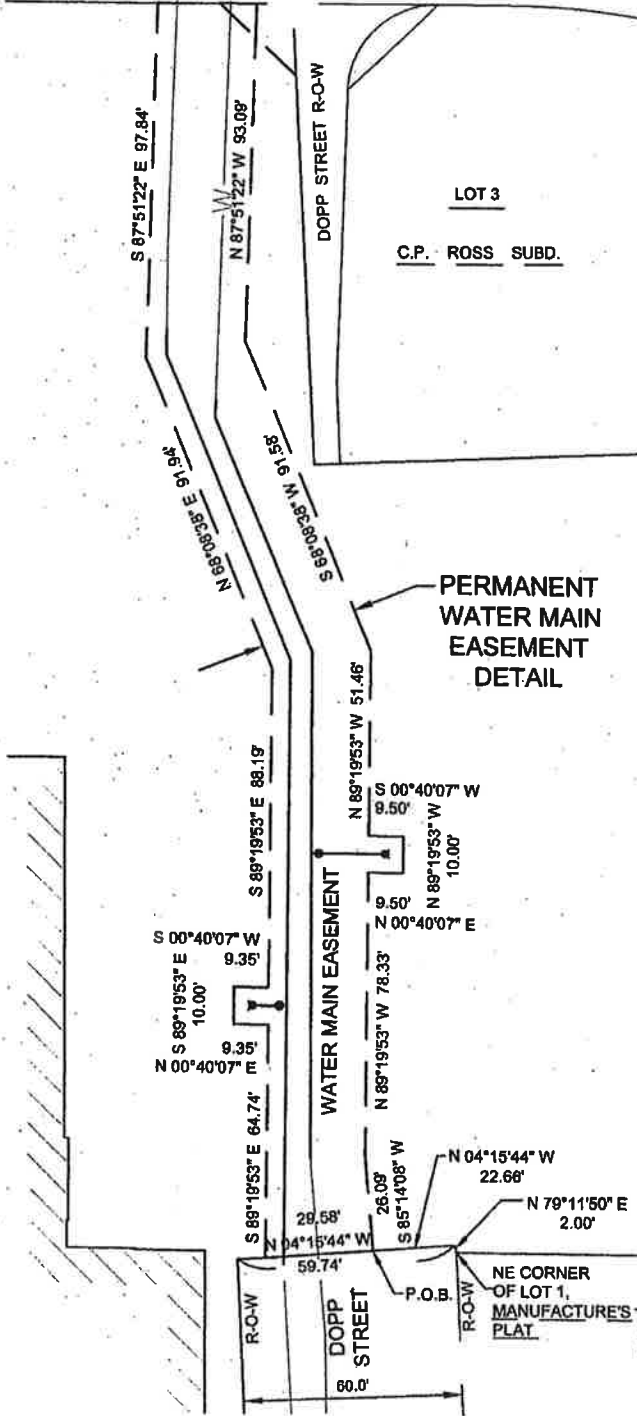 S 87°51'22" E 97.84'
W
N 87°51'22" W 93.09'
DOPP STREET R-O-W
LOT 3
C.P. ROSS SUBD.
N 68°08'38" E 91.94'
S 68°08'38" W 91.58'
PERMANENT
WATER MAIN
EASEMENT
DETAIL
S 89°19'53" E 88.19'
N 89°19'53" W 51.46'
S 00°40'07" W
9.50'
N 89°19'53" W
10.00'
9.50'
N 00°40'07" E
S 00°40'07" W
9.35'
S 89°19'53" E
10.00'
9.35'
N 00°40'07" E
WATER MAIN EASEMENT
N 89°19'53" W 78.33'
S 89°19'53" E 64.74'
26.09'
S 85°14'08" W
N 04°15'44" W
22.66'
N 79°11'50" E
2.00'
29.58'
N 04°15'44" W
59.74'
P.O.B.
NE CORNER
OF LOT 1,
MANUFACTURE'S
PLAT
R-O-W
DOPP
STREET
R-O-W
60.0'